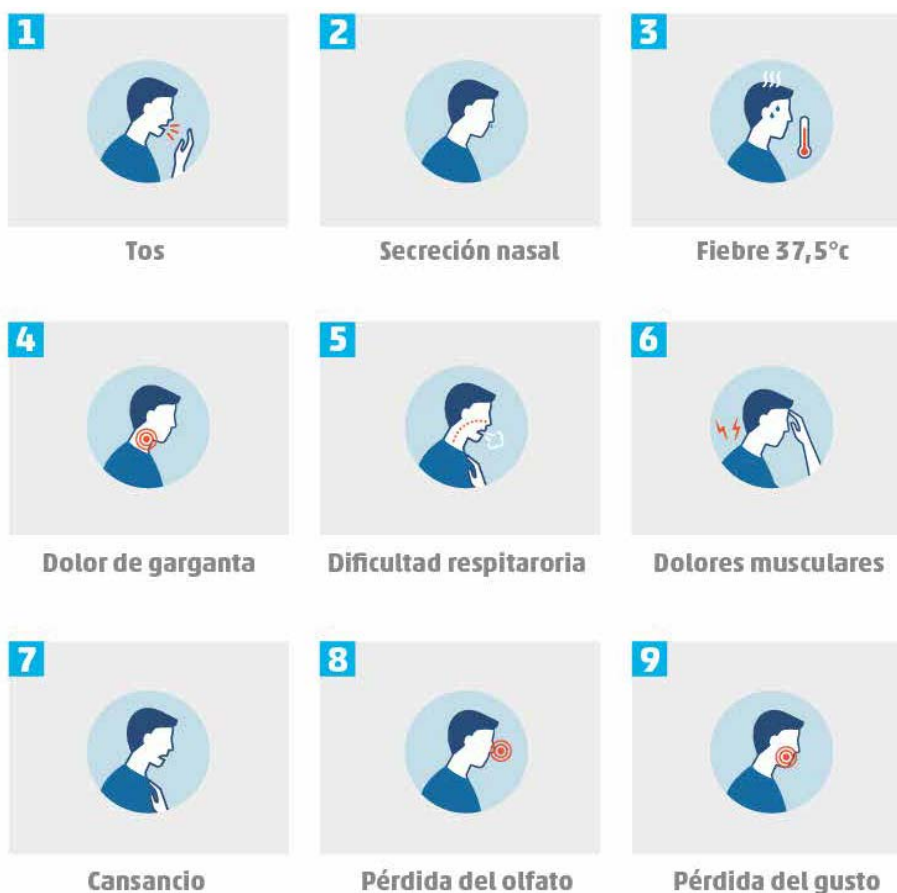 1
2
3
Tos
Secreción nasal
Fiebre 37,5°c
4
5
6
Dolor de garganta
Dificultad respitaroria
Dolores musculares
7
8
9
Cansancio
Pérdida del olfato
Pérdida del gusto